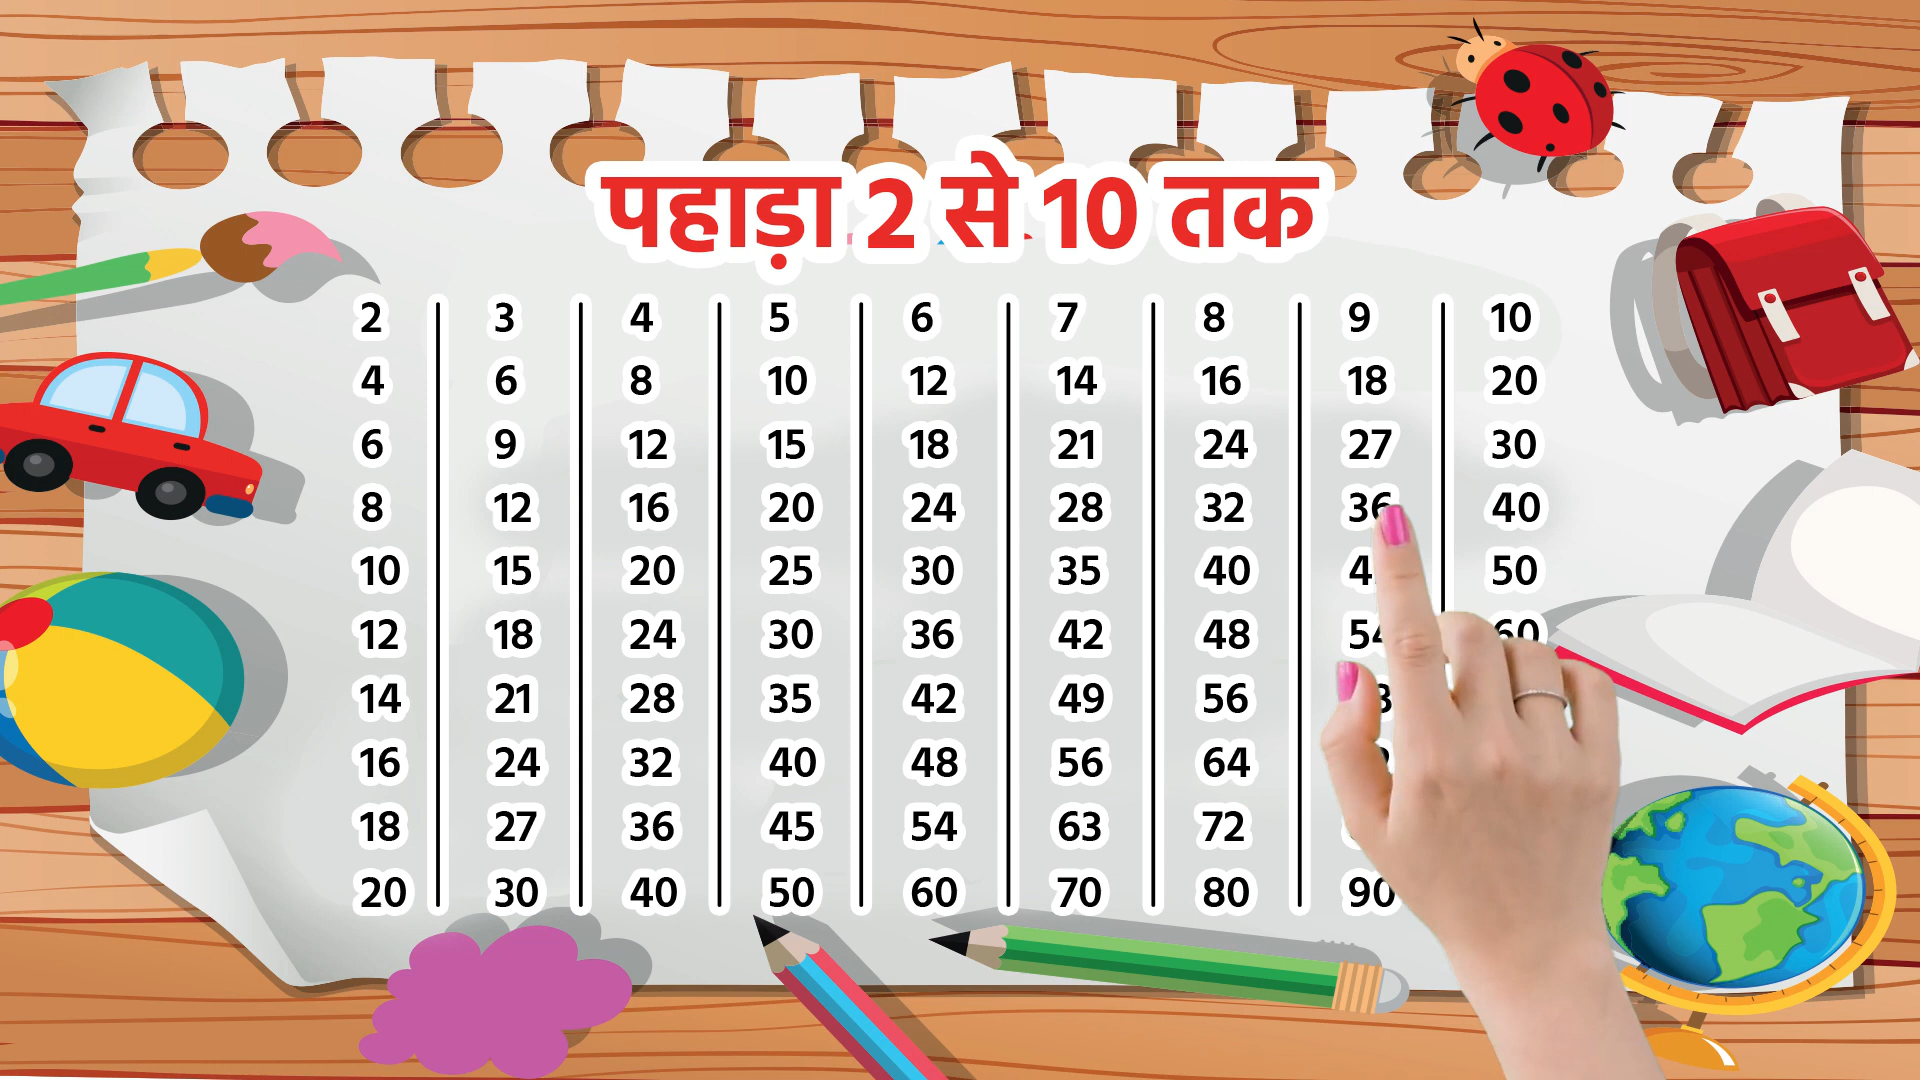 पहाड़ा 2 से 10 तक
2 3 4 5 6 7 8 9 10
4 6 8 10 12 14 16 18 20
6 9 12 15 18 21 24 27 30
8 12 16 20 24 28 32 36 40
10 15 20 25 30 35 40 50
12 18 24 30 36 42 48 54 60
14 21 28 35 42 49 56
16 24 32 40 48 56 64
18 27 36 45 54 63 72
20 30 40 50 60 70 80 90